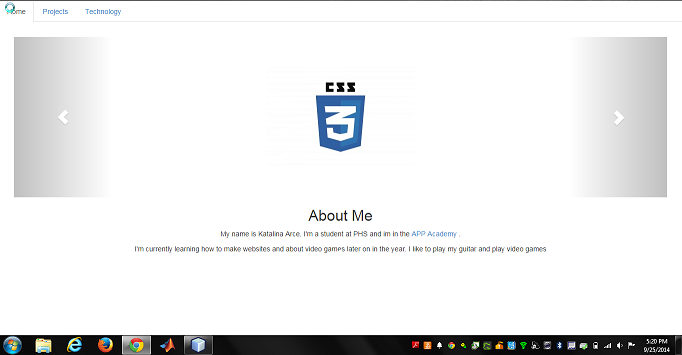 Home Projects Technology
CSS
3
About Me
My name is Katalina Arce. I'm a student at PHS and im in the APP Academy .
I'm currently learning how to make websites and about video games later on in the year. I like to play my guitar and play video games
5:20 PM
9/25/2014